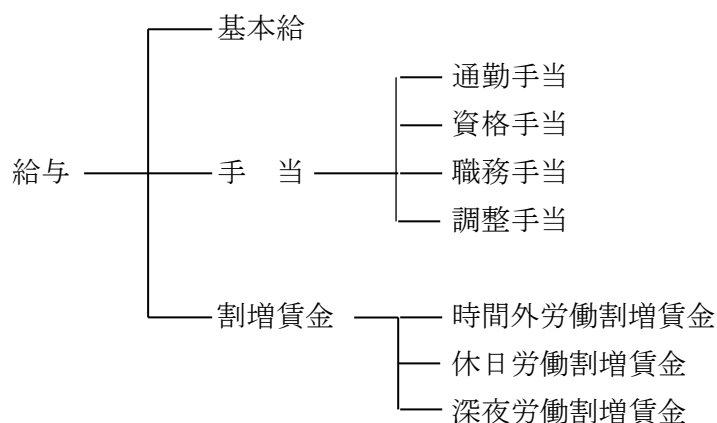 基本給
通勤手当
資格手当
給与 手　当 職務手当
調整手当
割増賃金 時間外労働割増賃金
休日労働割増賃金
深夜労働割増賃金